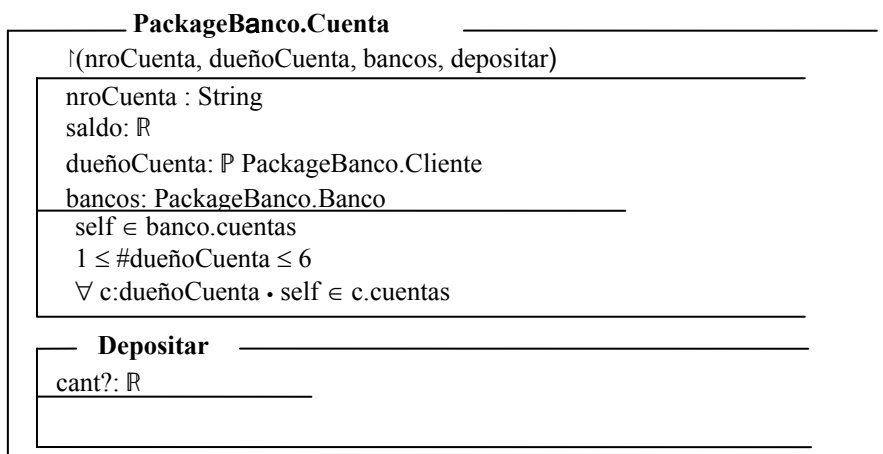 PackageBanco.Cuenta
↾(nroCuenta, dueñoCuenta, bancos, depositar)
nroCuenta : String
saldo: ℝ
dueñoCuenta: ℙ PackageBanco.Cliente
bancos: PackageBanco.Banco
self ∈ banco.cuentas
1 ≤ #dueñoCuenta ≤ 6
∀ c:dueñoCuenta • self ∈ c.cuentas
Depositar
cant?: ℝ